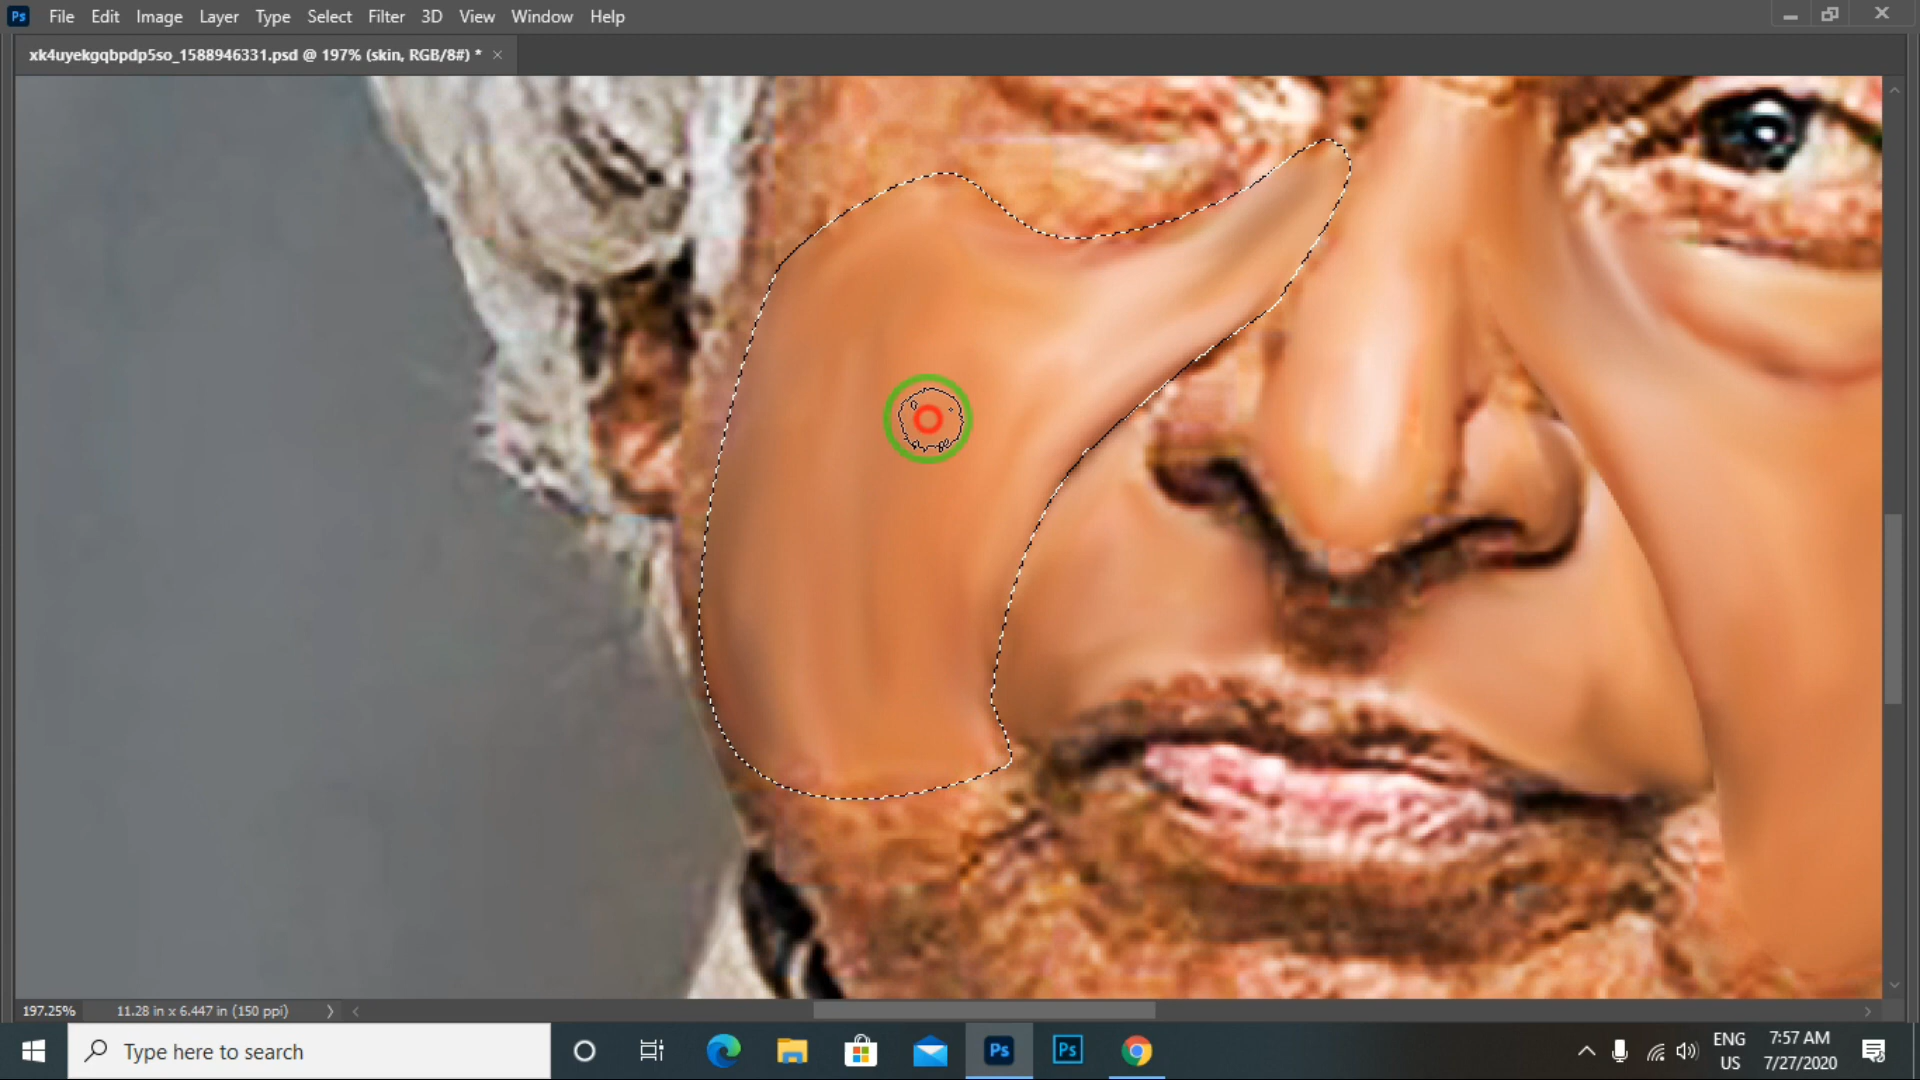 Ps File Edit Image Layer Type Select Filter 3D View Window Help
xk4uyekgqbpdp5so_1588946331.psd @ 197% (skin, RGB/8#) *
197.25% 11.28 in x 6.447 in (150 ppi)
Type here to search
Ps
Ps
ENG
US
7:57 AM
7/27/2020